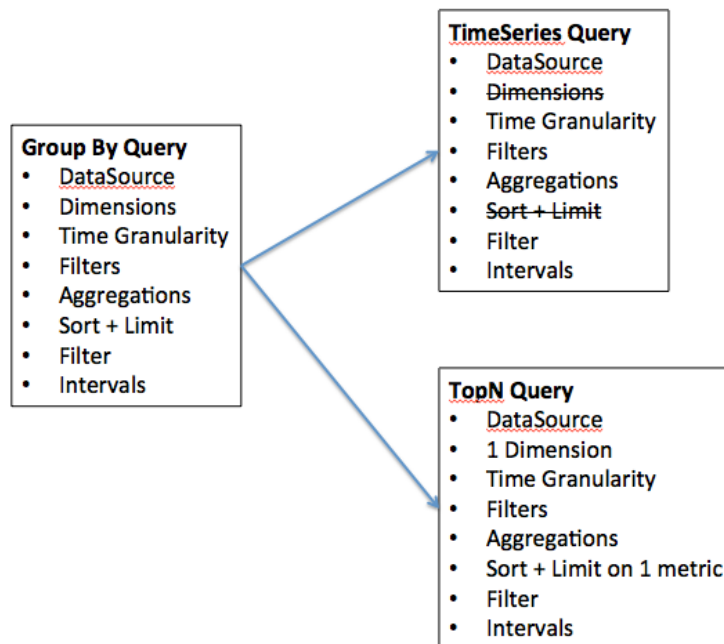 Group By Query
• DataSource
• Dimensions
• Time Granularity
• Filters
• Aggregations
• Sort + Limit
• Filter
• Intervals
TimeSeries Query
• DataSource
• Dimensions
• Time Granularity
• Filters
• Aggregations
• Sort + Limit
• Filter
• Intervals
TopN Query
• DataSource
• 1 Dimension
• Time Granularity
• Filters
• Aggregations
• Sort + Limit on 1 metric
• Filter
• Intervals